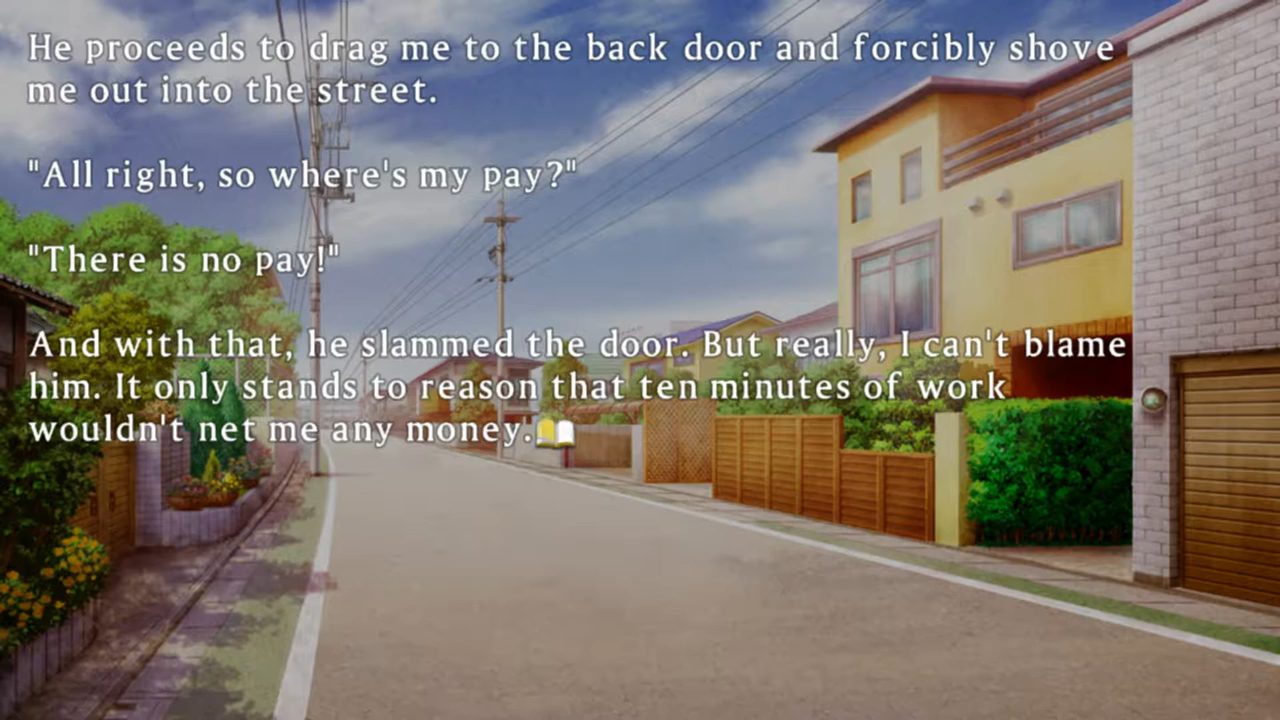 He proceeds to drag me to the back door and forcibly shove
me out into the street.
"All right, so where's my pay?"
"There is no pay!"
And with that, he slammed the door. But really, I can't blame
him. It only stands to reason that ten minutes of work
wouldn't net me any money.